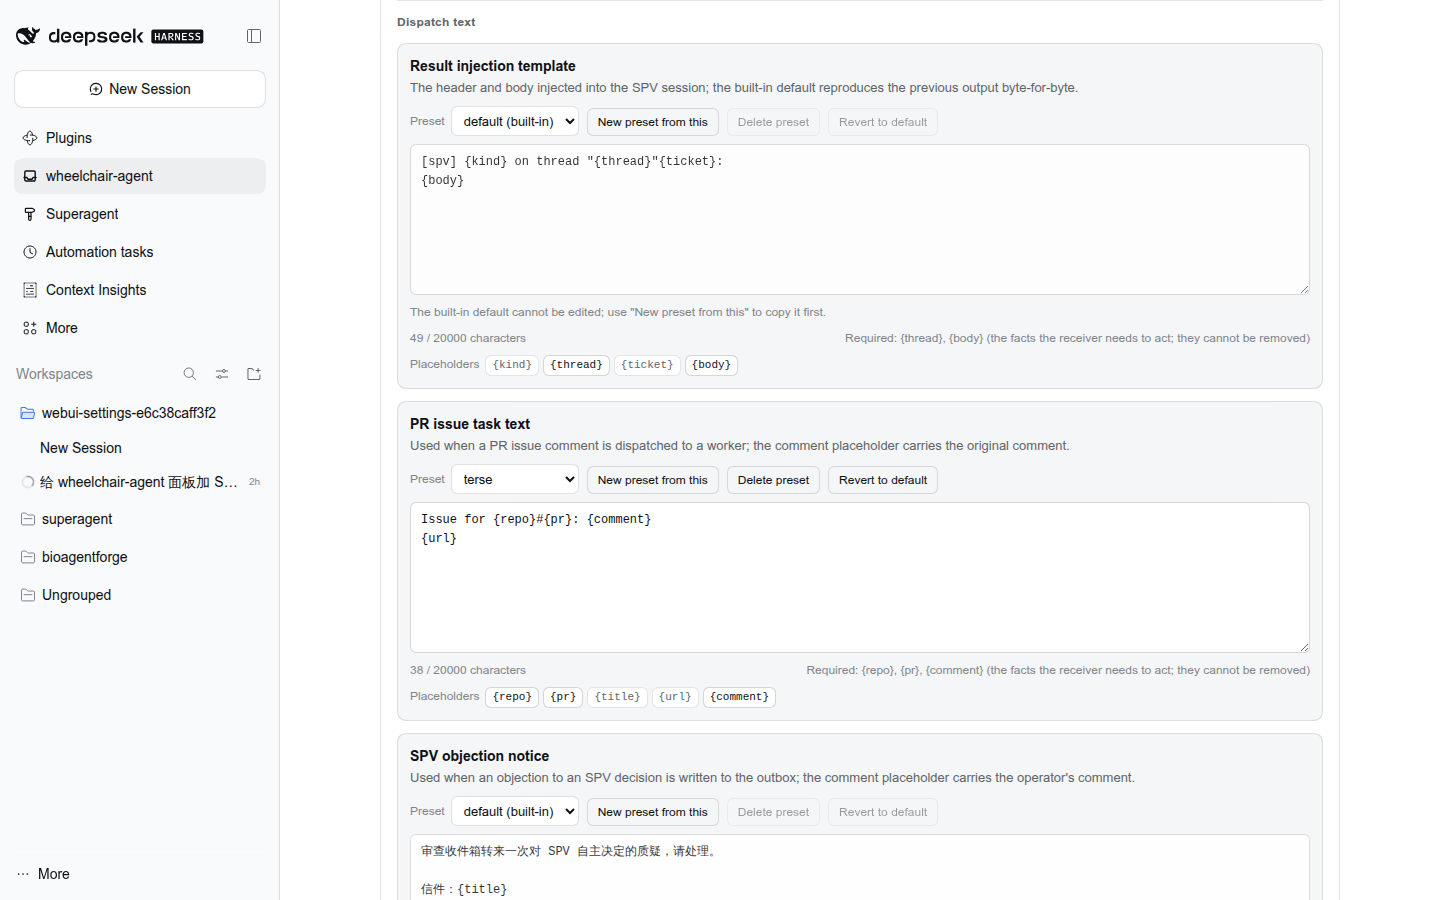 deepseek HARNESS
New Session
Plugins
wheelchair-agent
Superagent
Automation tasks
Context Insights
More
Workspaces
webui-settings-e6c38caff3f2
New Session
给 wheelchair-agent 面板加 S... 2h
superagent
bioagentforge
Ungrouped
··· More
Dispatch text
Result injection template
The header and body injected into the SPV session; the built-in default reproduces the previous output byte-for-byte.
Preset default (built-in) New preset from this Delete preset Revert to default
[spv] {kind} on thread "{thread}"{ticket}:
{body}
The built-in default cannot be edited; use "New preset from this" to copy it first.
49 / 20000 characters Required: {thread}, {body} (the facts the receiver needs to act; they cannot be removed)
Placeholders {kind} {thread} {ticket} {body}
PR issue task text
Used when a PR issue comment is dispatched to a worker; the comment placeholder carries the original comment.
Preset terse New preset from this Delete preset Revert to default
Issue for {repo}#{pr}: {comment}
{url}
38 / 20000 characters Required: {repo}, {pr}, {comment} (the facts the receiver needs to act; they cannot be removed)
Placeholders {repo} {pr} {title} {url} {comment}
SPV objection notice
Used when an objection to an SPV decision is written to the outbox; the comment placeholder carries the operator's comment.
Preset default (built-in) New preset from this Delete preset Revert to default
审查收件箱转来一次对 SPV 自主决定的质疑，请处理。
信件：{title}